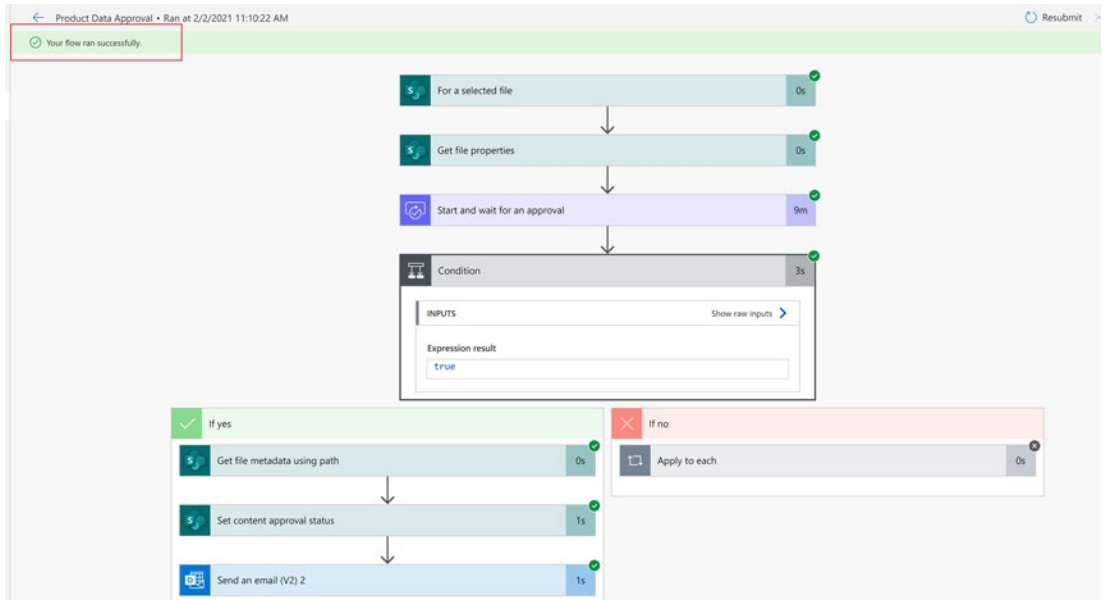 Product Data Approval • Ran at 2/2/2021 11:10:22 AM
Resubmit
Your flow ran successfully.
For a selected file 0s
Get file properties 0s
Start and wait for an approval 9m
Condition 3s
INPUTS Show raw inputs
Expression result
true
If yes
If no
Get file metadata using path 0s
Apply to each 0s
Set content approval status 1s
Send an email (V2) 2 1s